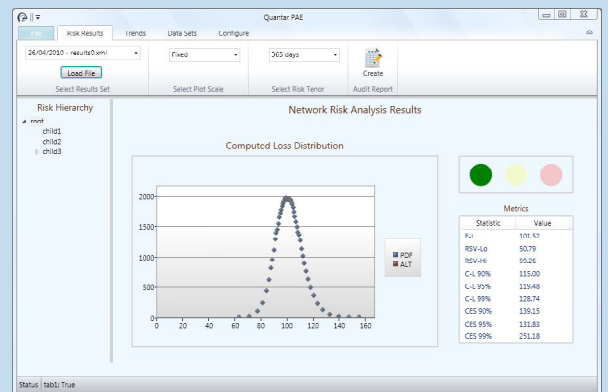 Quantar PAE
File Risk Results Trends Data Sets Configure
26/04/2010 - results0.xml Fixed 365 days
Load File Create
Select Results Set Select Plot Scale Select Risk Tenor Audit Report
Risk Hierarchy
root
child1
child2
child3
Network Risk Analysis Results
Computed Loss Distribution
2000
1500
1000
500
0
0 20 40 60 80 100 120 140 160
PDF
ALT
Metrics
Statistic Value
E-L 101.52
RSV-Lo 50.79
RSV-Hi 59.26
C-L 90% 115.00
C-L 95% 119.48
C-L 99% 128.74
CES 90% 139.15
CES 95% 131.83
CES 99% 251.18
Status tab1: True